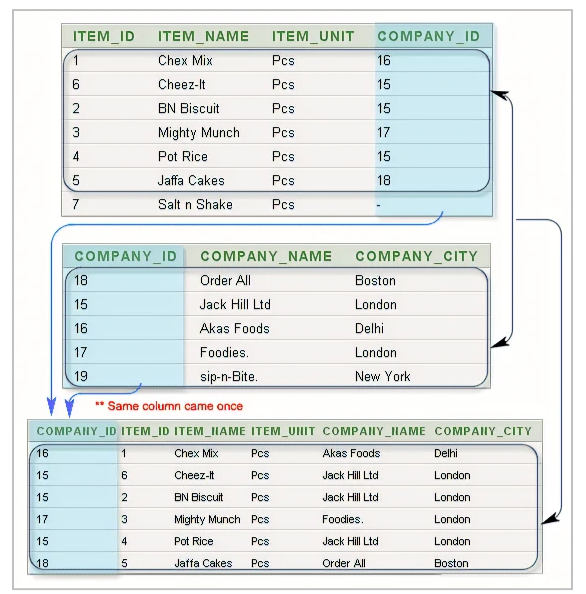 ITEM_ID ITEM_NAME ITEM_UNIT COMPANY_ID
1 Chex Mix Pcs 16
6 Cheez-It Pcs 15
2 BN Biscuit Pcs 15
3 Mighty Munch Pcs 17
4 Pot Rice Pcs 15
5 Jaffa Cakes Pcs 18
7 Salt n Shake Pcs -
COMPANY_ID COMPANY_NAME COMPANY_CITY
18 Order All Boston
15 Jack Hill Ltd London
16 Akas Foods Delhi
17 Foodies. London
19 sip-n-Bite. New York
** Same column came once
COMPANY_ID ITEM_ID ITEM_NAME ITEM_UNIT COMPANY_NAME COMPANY_CITY
16 1 Chex Mix Pcs Akas Foods Delhi
15 6 Cheez-It Pcs Jack Hill Ltd London
15 2 BN Biscuit Pcs Jack Hill Ltd London
17 3 Mighty Munch Pcs Foodies. London
15 4 Pot Rice Pcs Jack Hill Ltd London
18 5 Jaffa Cakes Pcs Order All Boston